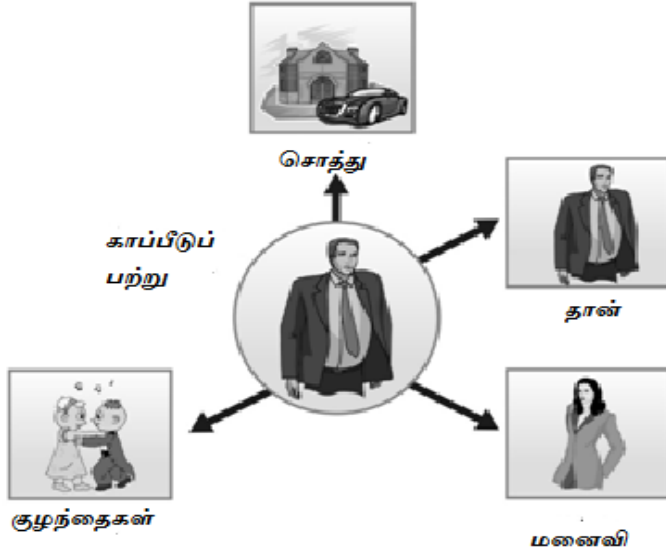 சொத்து
காப்பீடுப்
பற்று
தான்
குழந்தைகள்
மனைவி